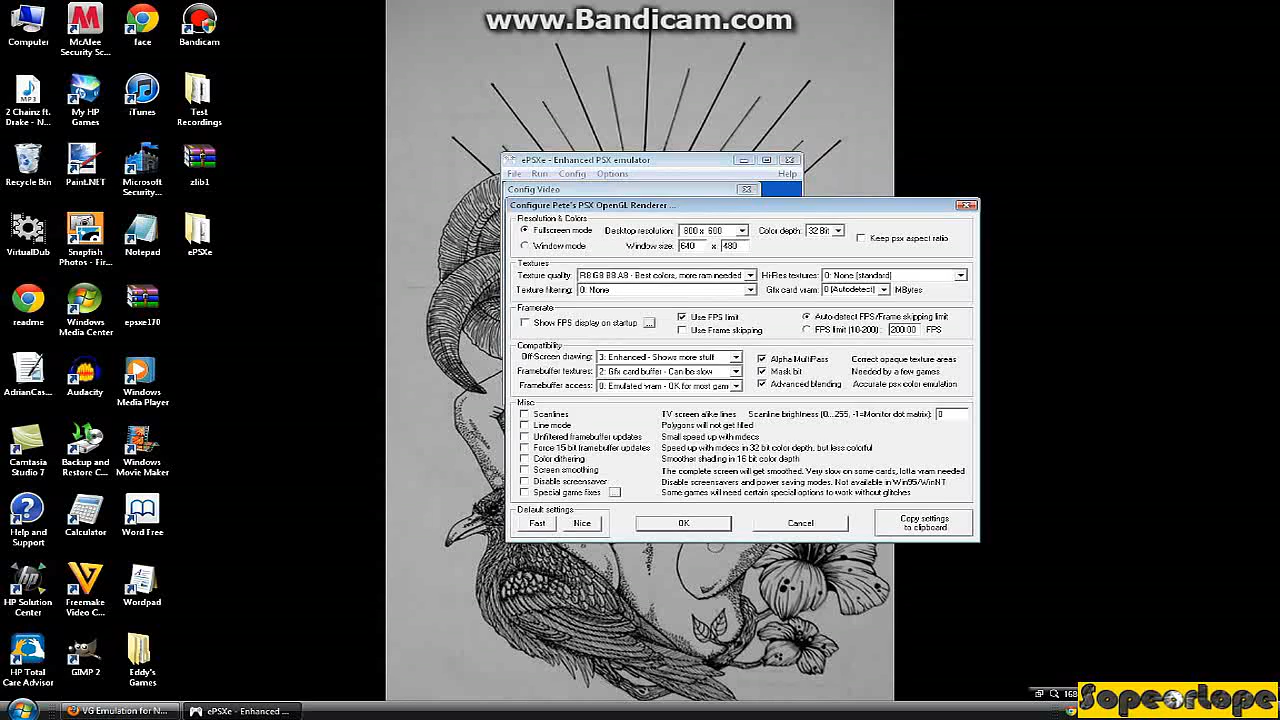 www.Bandicam.com
Computer
McAfee
Security Sc...
face
Bandicam
2 Chainz ft.
Drake - N...
My HP
Games
iTunes
Test
Recordings
Recycle Bin
Paint.NET
Microsoft
Security...
zlib1
VirtualDub
Snapfish
Photos - Fir...
Notepad
ePSXe
readme
Windows
Media Center
epsxe170
AdrianCas...
Audacity
Windows
Media Player
Camtasia
Studio 7
Backup and
Restore C...
Windows
Movie Maker
Help and
Support
Calculator
Word Free
HP Solution
Center
Freemake
Video C...
Wordpad
HP Total
Care Advisor
GIMP 2
Eddy's
Games
ePSXe - Enhanced PSX emulator
File Run Config Options Help
Config Video
Configure Pete's PSX OpenGL Renderer ...
Resolution & Colors
Fullscreen mode Desktop resolution: 800 x 600 Color depth: 32 Bit Keep psx aspect ratio
Window mode Window size: 640 x 480
Textures
Texture quality: R8 G8 B8 A8 - Best colors, more ram needed Hi-Res textures: 0: None (standard)
Texture filtering: 0: None Gfx card vram: 0 (Autodetect) MBytes
Framerate
Show FPS display on startup ... Use FPS limit Auto-detect FPS/Frame skipping limit
Use Frame skipping FPS limit (10-200): 200.00 FPS
Compatibility
Off-Screen drawing: 3: Enhanced - Shows more stuff Alpha MultiPass Correct opaque texture areas
Framebuffer textures: 2: Gfx card buffer - Can be slow Mask bit Needed by a few games
Framebuffer access: 0: Emulated vram - OK for most gam Advanced blending Accurate psx color emulation
Misc
Scanlines TV screen alike lines Scanline brightness (0...255, -1=Monitor dot matrix): 0
Line mode Polygons will not get filled
Unfiltered framebuffer updates Small speed up with mdecs
Force 15 bit framebuffer updates Speed up with mdecs in 32 bit color depth, but less colorful
Color dithering Smoother shading in 16 bit color depth
Screen smoothing The complete screen will get smoothed. Very slow on some cards, lotta vram needed
Disable screensaver Disable screensavers and power saving modes. Not available in Win95/WinNT
Special game fixes ... Some games will need certain special options to work without glitches
Default settings
Fast Nice OK Cancel Copy settings
to clipboard
VG Emulation for N... ePSXe - Enhanced ...
168
Sopeorlope